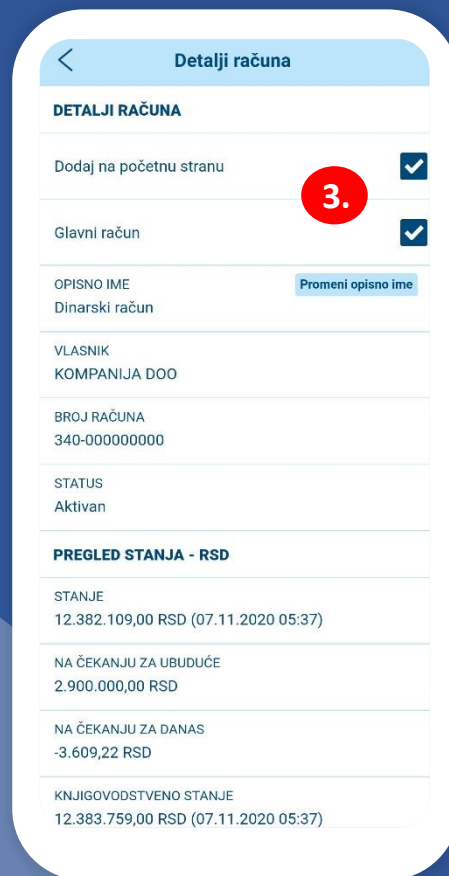 Detalji računa
DETALJI RAČUNA
Dodaj na početnu stranu
3.
Glavni račun
OPISNO IME
Promeni opisno ime
Dinarski račun
VLASNIK
KOMPANIJA DOO
BROJ RAČUNA
340-000000000
STATUS
Aktivan
PREGLED STANJA - RSD
STANJE
12.382.109,00 RSD (07.11.2020 05:37)
NA ČEKANJU ZA UBUDUĆE
2.900.000,00 RSD
NA ČEKANJU ZA DANAS
-3.609,22 RSD
KNJIGOVODSTVENO STANJE
12.383.759,00 RSD (07.11.2020 05:37)